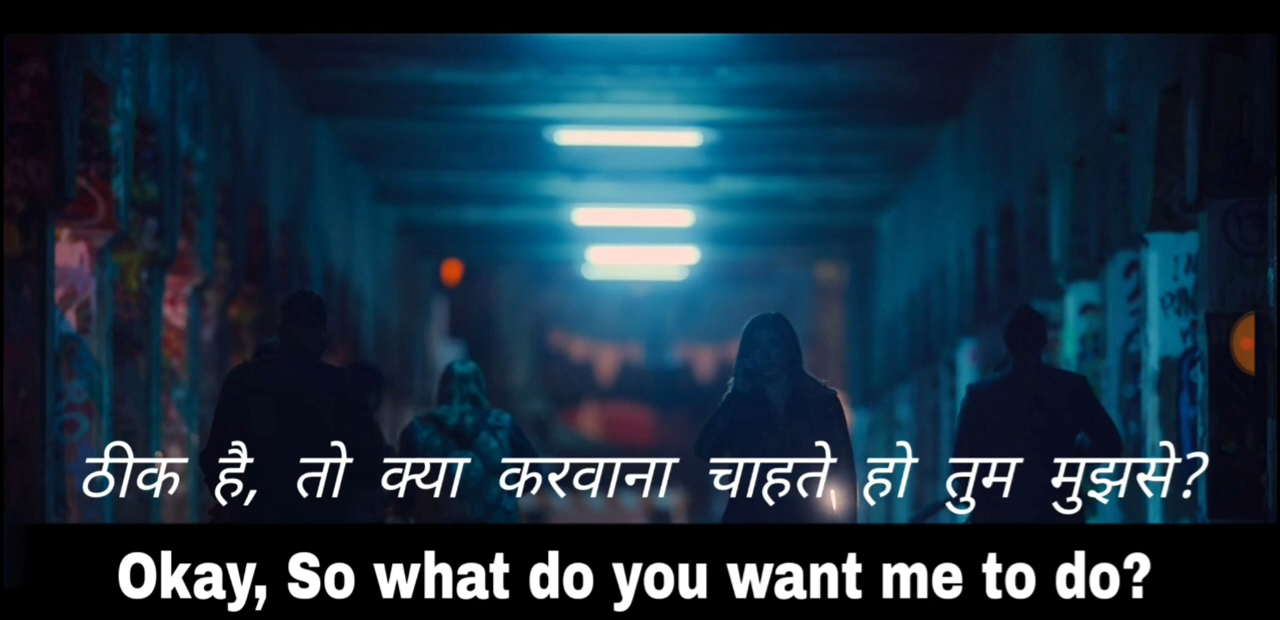 ठीक है, तो क्या करवाना चाहते हो तुम मुझसे?
Okay, So what do you want me to do?